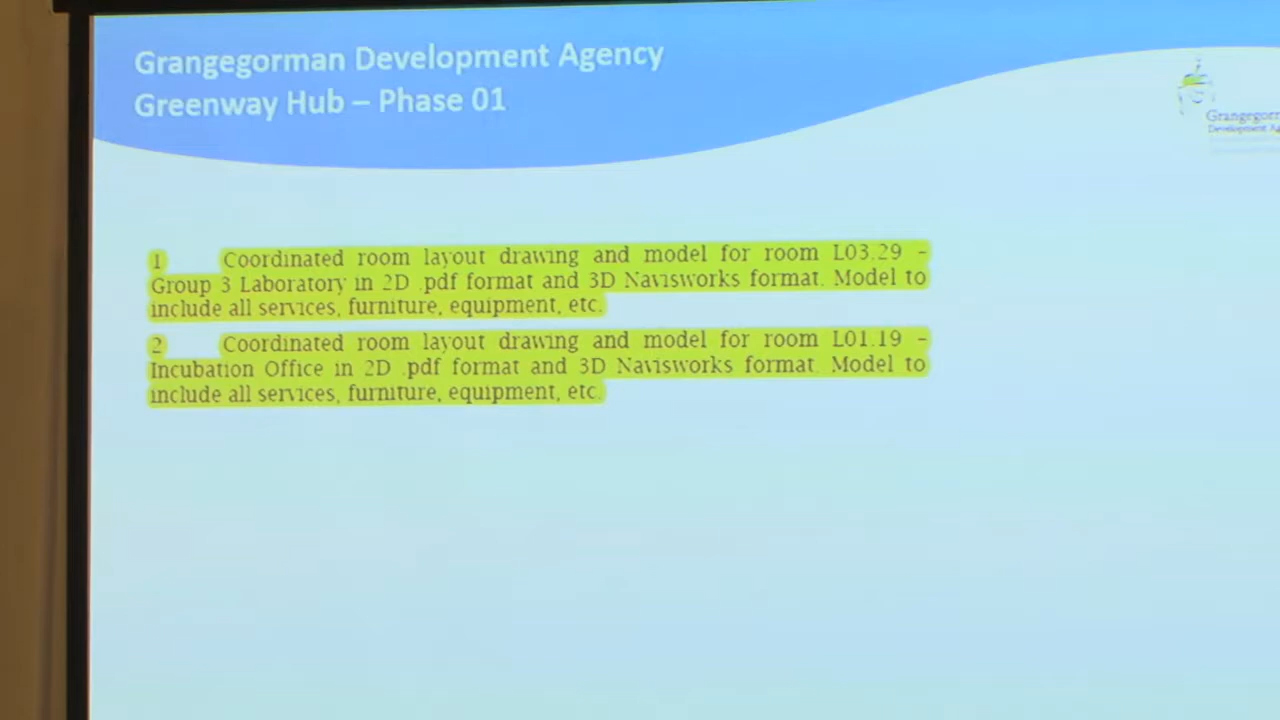 Grangegorman Development Agency
Greenway Hub – Phase 01
Grangegorm
Development Ag
1 Coordinated room layout drawing and model for room L03.29 –
Group 3 Laboratory in 2D .pdf format and 3D Navisworks format. Model to
include all services, furniture, equipment, etc.
2 Coordinated room layout drawing and model for room L01.19 –
Incubation Office in 2D .pdf format and 3D Navisworks format. Model to
include all services, furniture, equipment, etc.